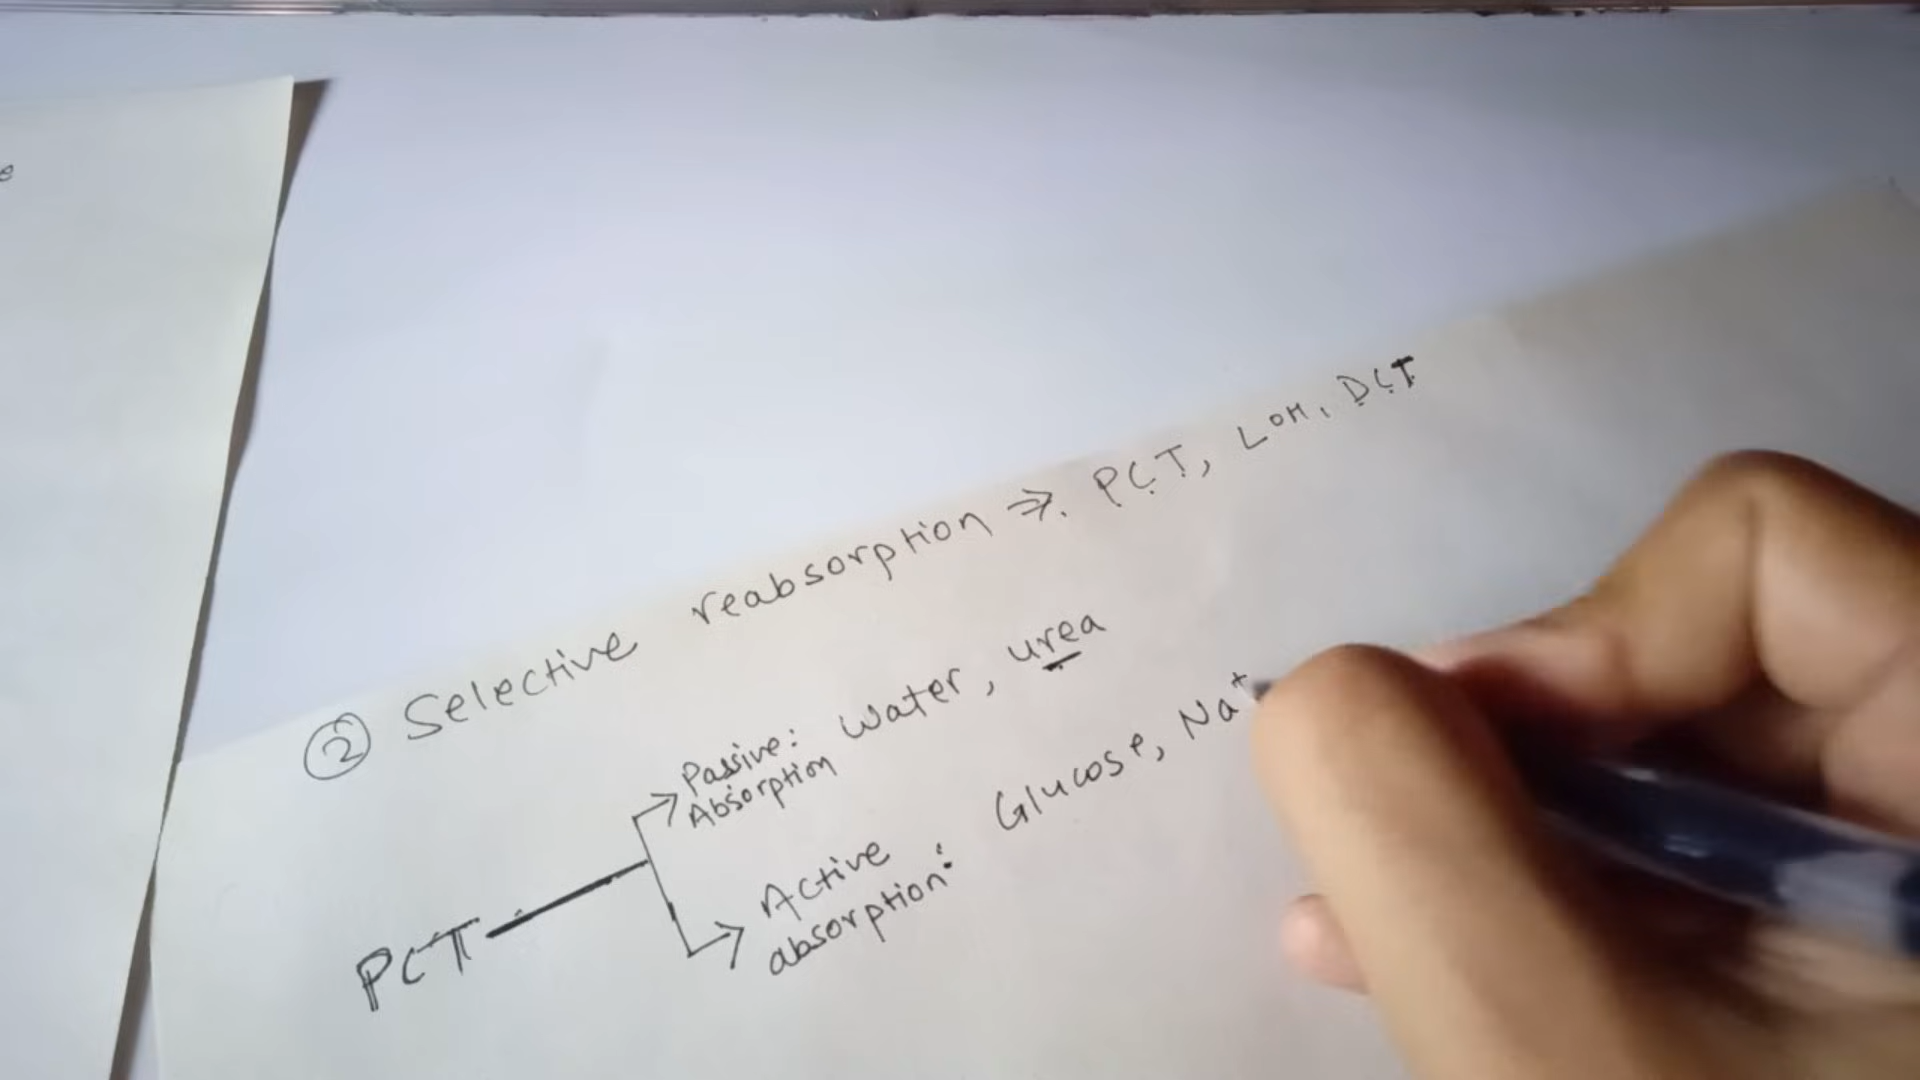 ② Selective reabsorption ⇒. PCT, LOH, DCT
Passive: Water, urea
Absorption
Active
absorption: Glucose, Na+
PCT